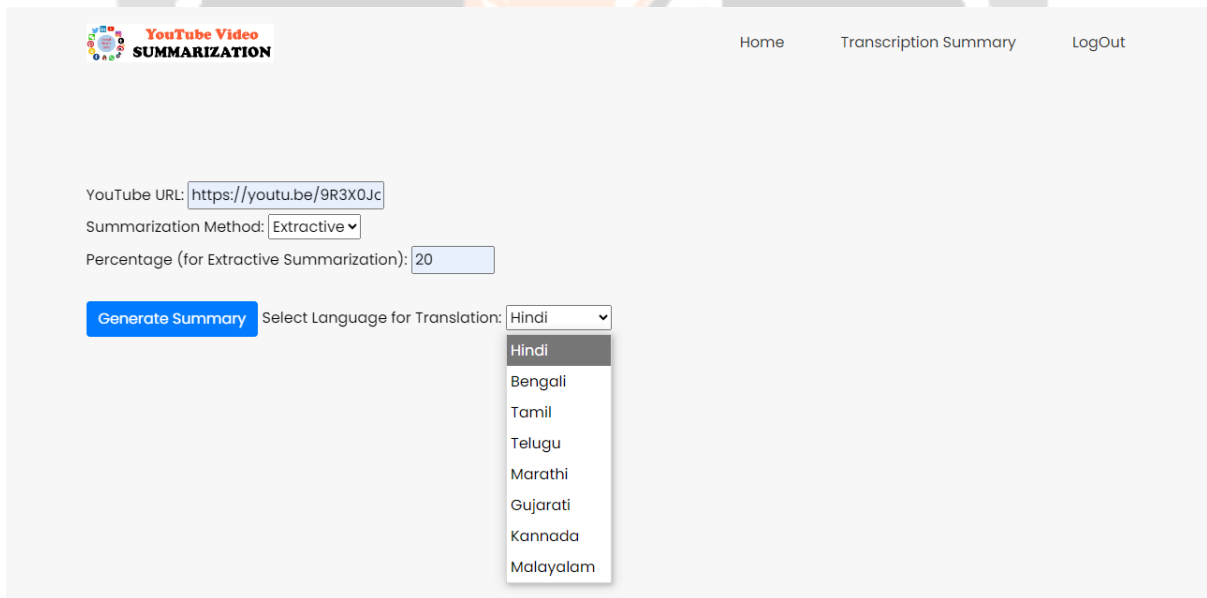 YouTube Video
SUMMARIZATION
Home Transcription Summary LogOut
YouTube URL: https://youtu.be/9R3X0Jc
Summarization Method: Extractive
Percentage (for Extractive Summarization): 20
Generate Summary Select Language for Translation: Hindi
Hindi
Bengali
Tamil
Telugu
Marathi
Gujarati
Kannada
Malayalam